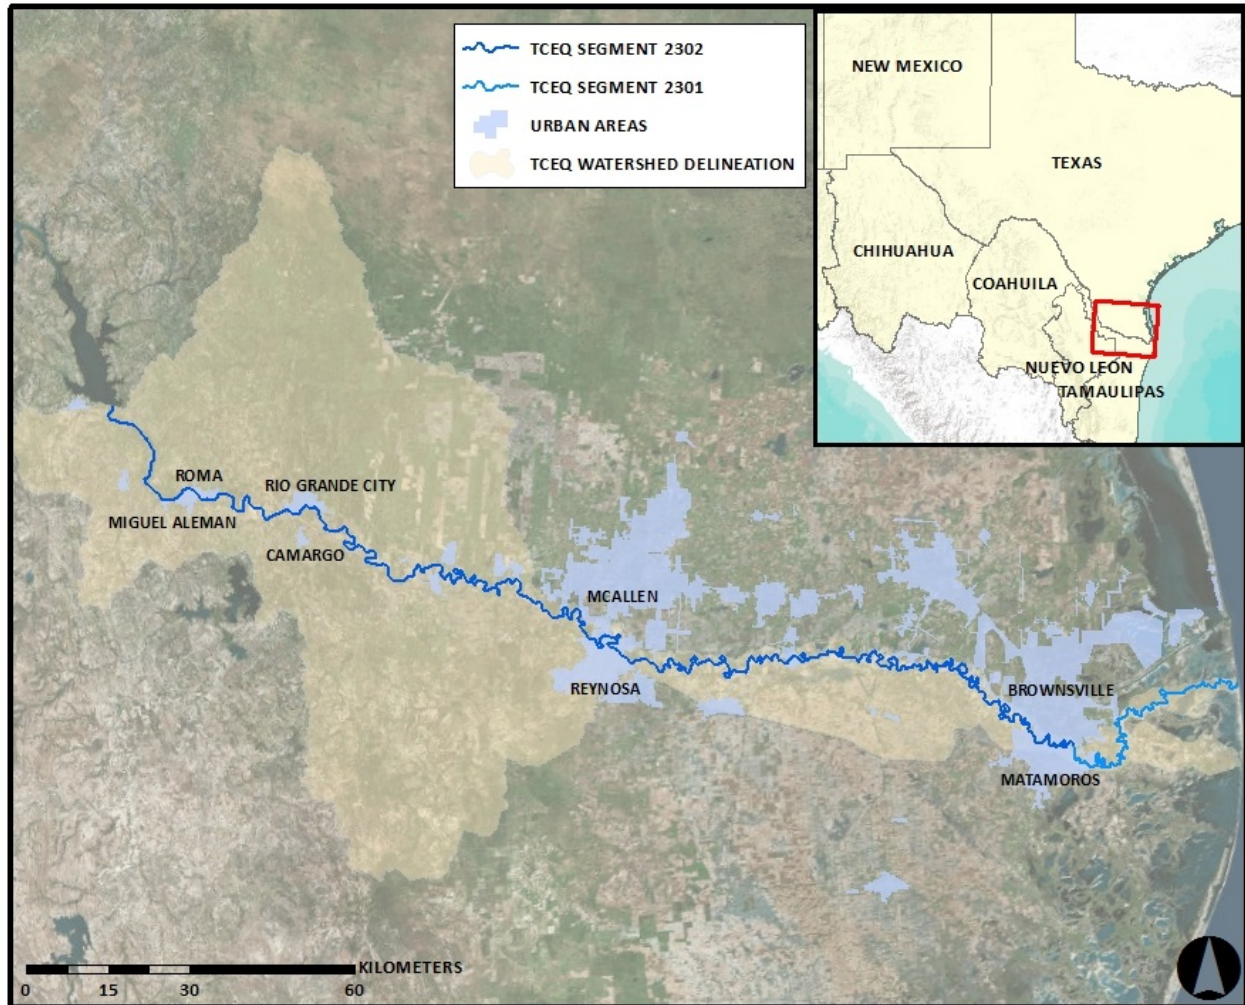 TCEQ SEGMENT 2302
TCEQ SEGMENT 2301
URBAN AREAS
TCEQ WATERSHED DELINEATION
NEW MEXICO
TEXAS
CHIHUAHUA
COAHUILA
NUEVO LEÓN
TAMAULIPAS
ROMA
RIO GRANDE CITY
MIGUEL ALEMAN
CAMARGO
MCALLEN
REYNOSA
BROWNSVILLE
MATAMOROS
KILOMETERS
0 15 30 60